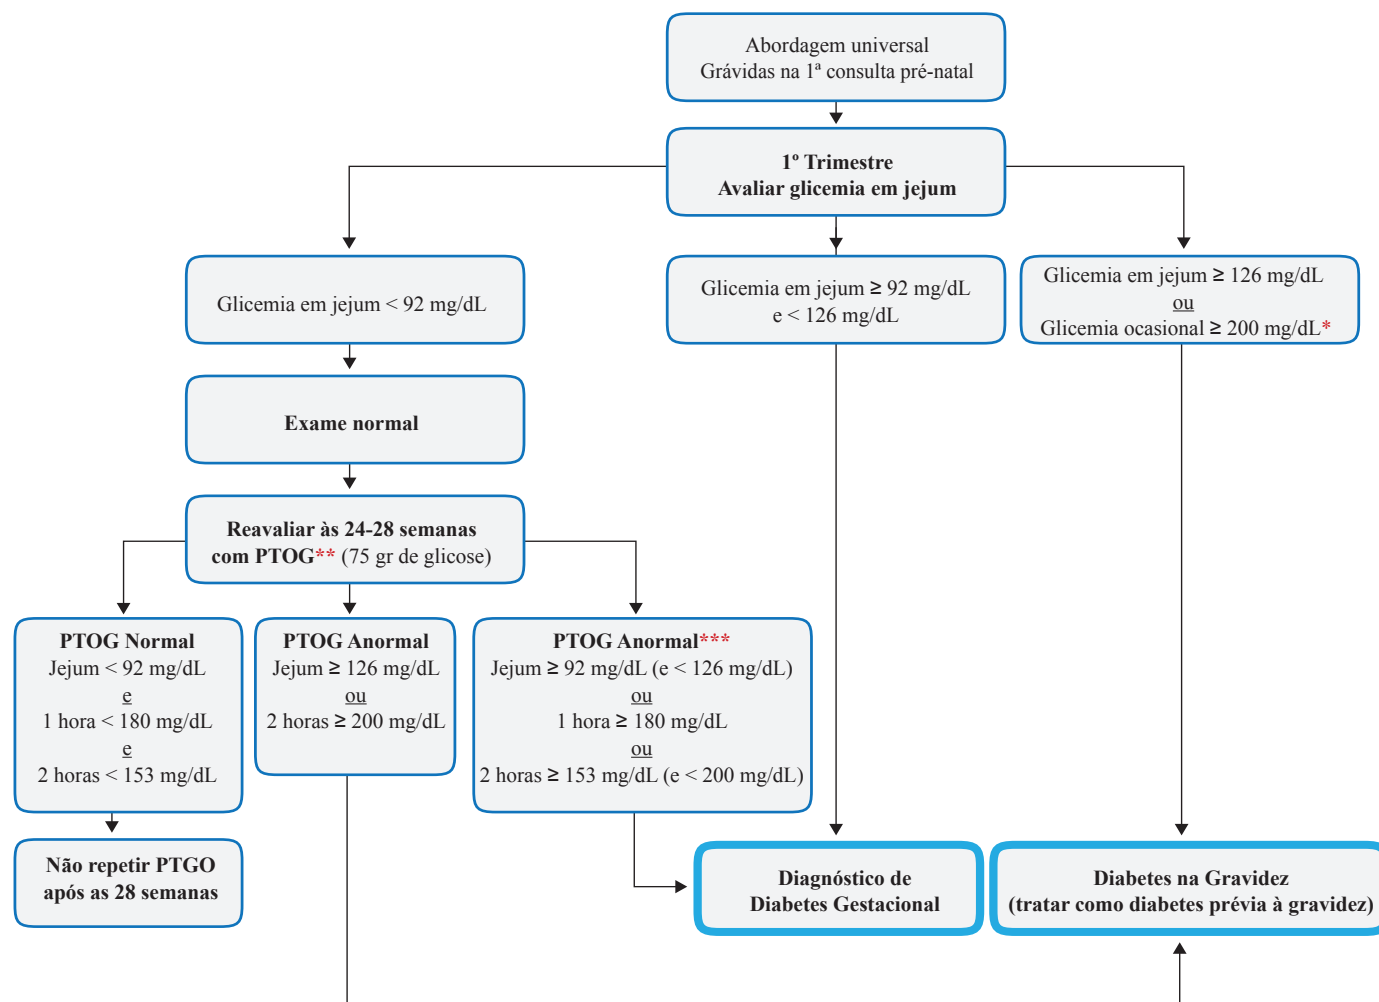 Abordagem universal
Grávidas na 1ª consulta pré-natal
1º Trimestre
Avaliar glicemia em jejum
Glicemia em jejum < 92 mg/dL
Glicemia em jejum ≥ 92 mg/dL
e < 126 mg/dL
Glicemia em jejum ≥ 126 mg/dL
ou
Glicemia ocasional ≥ 200 mg/dL*
Exame normal
Reavaliar às 24-28 semanas
com PTOG** (75 gr de glicose)
PTOG Normal
Jejum < 92 mg/dL
e
1 hora < 180 mg/dL
e
2 horas < 153 mg/dL
PTOG Anormal
Jejum ≥ 126 mg/dL
ou
2 horas ≥ 200 mg/dL
PTOG Anormal***
Jejum ≥ 92 mg/dL (e < 126 mg/dL)
ou
1 hora ≥ 180 mg/dL
ou
2 horas ≥ 153 mg/dL (e < 200 mg/dL)
Não repetir PTGO
após as 28 semanas
Diagnóstico de
Diabetes Gestacional
Diabetes na Gravidez
(tratar como diabetes prévia à gravidez)